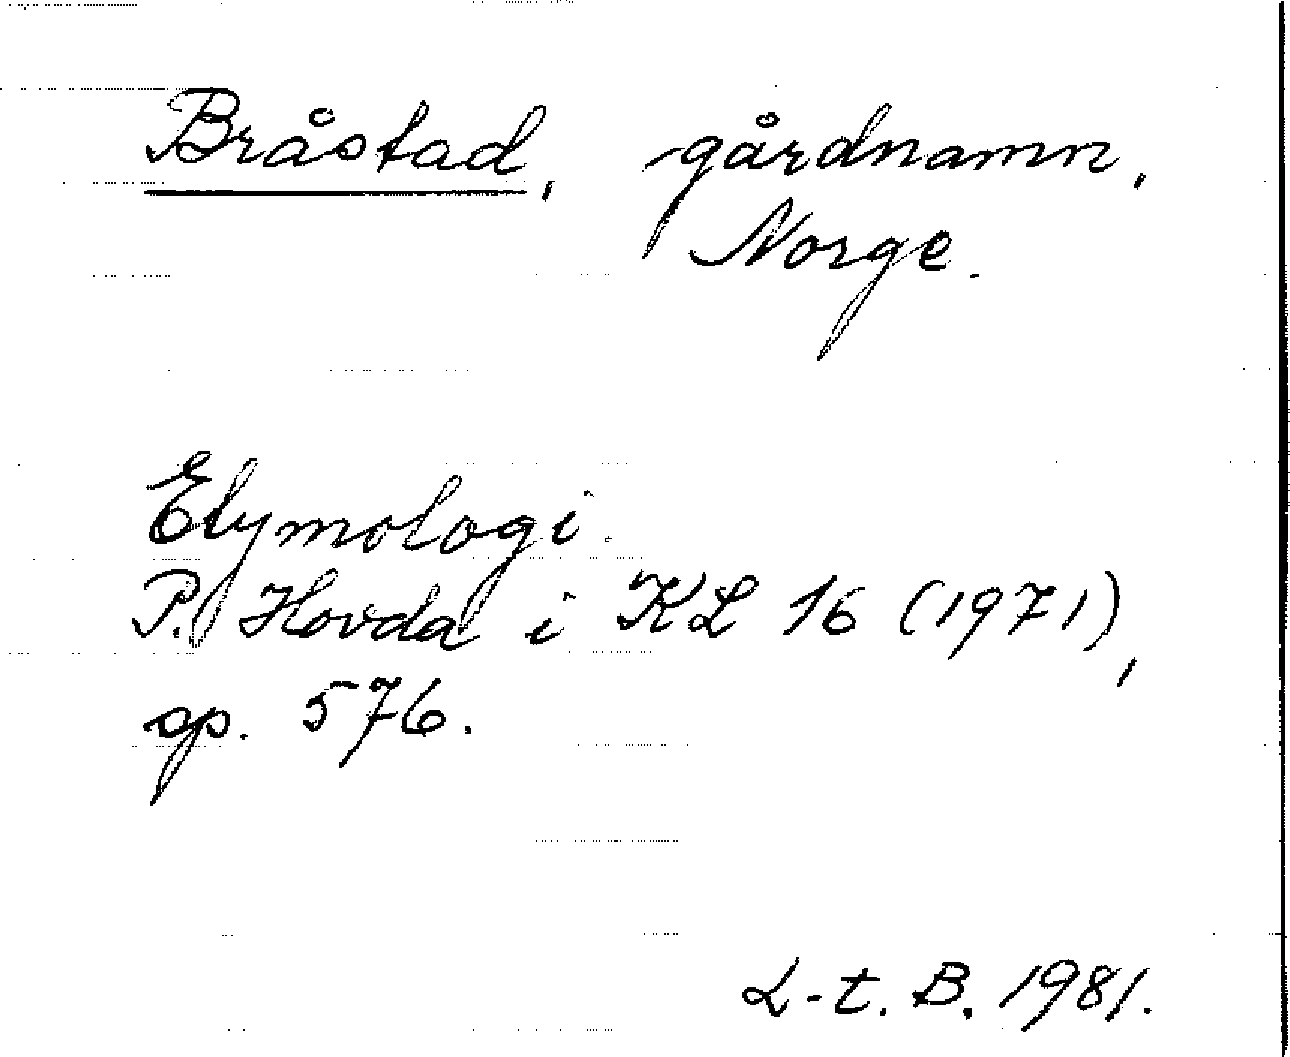 Bråstad, gårdnamn,
Norge.
Etymologi.
P. Hovda i KL 16 (1971),
sp. 576.
L-t. B. 1981.